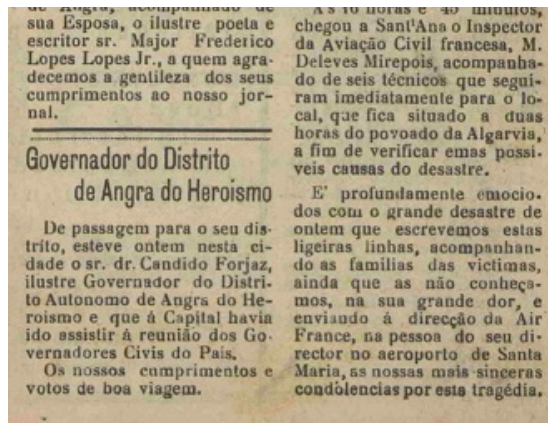 de Angra, acompanhado de
sua Esposa, o ilustre poeta e
escritor sr. Major Frederico
Lopes Lopes Jr., a quem agra-
decemos a gentileza dos seus
cumprimentos ao nosso jor-
nal.
Governador do Distrito
de Angra do Heroismo
De passagem para o seu dis-
trito, esteve ontem nesta ci-
dade o sr. dr. Candido Forjaz,
ilustre Governador do Distri-
to Autonomo de Angra do He-
roismo e que á Capital havia
ido assistir á reunião dos Go-
vernadores Civis do País.
Os nossos cumprimentos e
votos de boa viagem.
As 16 horas e 45 minutos,
chegou a Sant'Ana o Inspector
da Aviação Civil francesa, M.
Deleves Mirepois, acompanha-
do de seis técnicos que segui-
ram imediatamente para o lo-
cal, que fica situado a duas
horas do povoado da Algarvia,
a fim de verificar emas possi-
veis causas do desastre.
E' profundamente emocio-
dos com o grande desastre de
ontem que escrevemos estas
ligeiras linhas, acompanhan-
do as familias das victimas,
ainda que as não conheça-
mos, na sua grande dor, e
enviando á direcção da Air
France, na pessoa do seu di-
rector no aeroporto de Santa
Maria, as nossas mais sinceras
condolencias por esta tragédia.